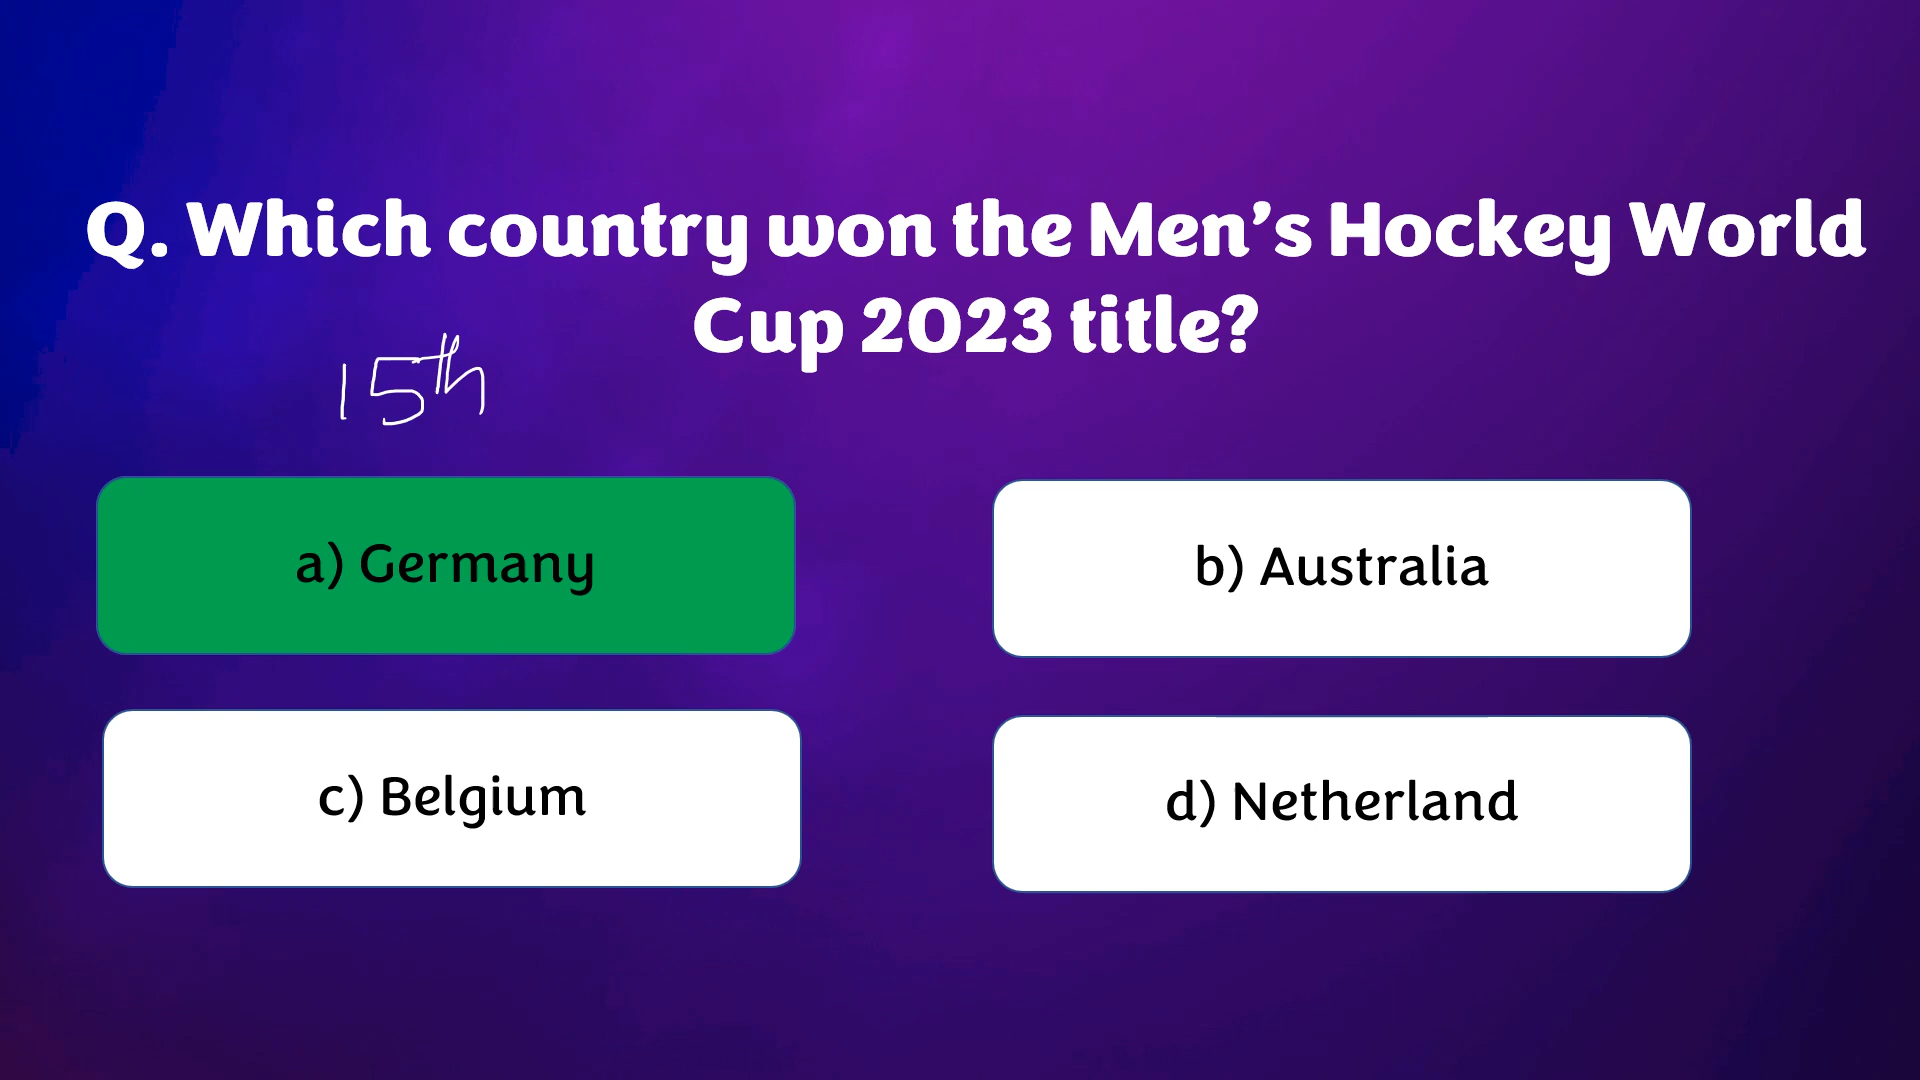 Q. Which country won the Men’s Hockey World
Cup 2023 title?
15th
a) Germany
b) Australia
c) Belgium
d) Netherland